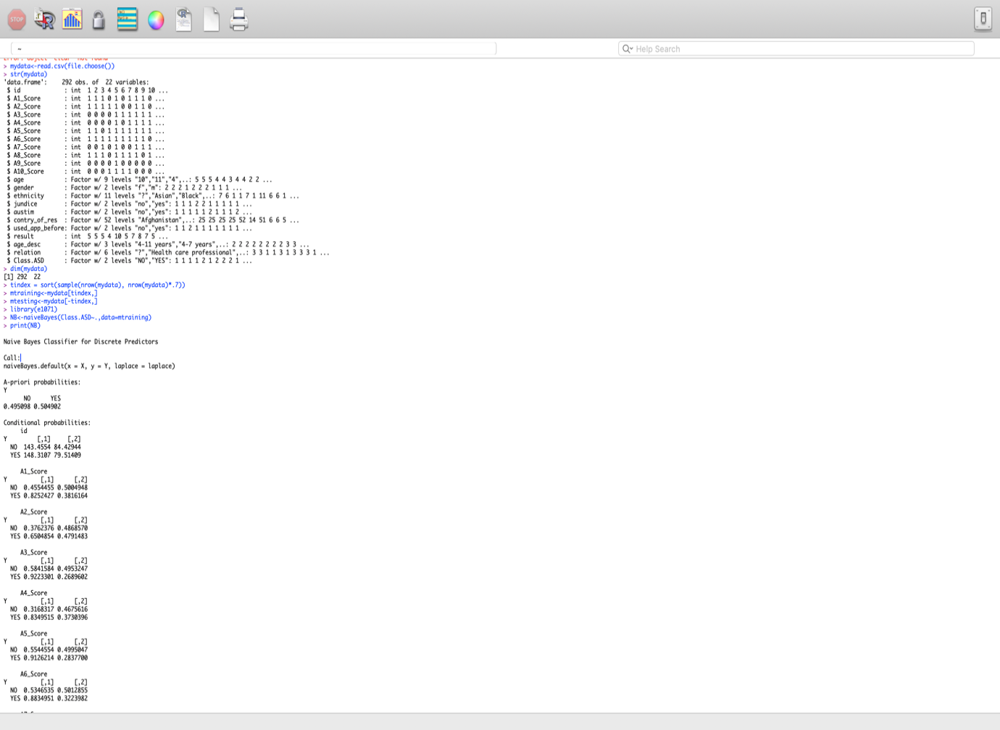 STOP
~
Help Search
Error: object 'clear' not found
> mydata<-read.csv(file.choose())
> str(mydata)
'data.frame':	292 obs. of  22 variables:
 $ id             : int  1 2 3 4 5 6 7 8 9 10 ...
 $ A1_Score       : int  1 1 1 0 1 0 1 1 1 0 ...
 $ A2_Score       : int  1 1 1 1 1 0 0 1 1 0 ...
 $ A3_Score       : int  0 0 0 0 1 1 1 1 1 1 ...
 $ A4_Score       : int  0 0 0 0 1 0 1 1 1 1 ...
 $ A5_Score       : int  1 1 0 1 1 1 1 1 1 1 ...
 $ A6_Score       : int  1 1 1 1 1 1 1 1 1 0 ...
 $ A7_Score       : int  0 0 1 0 1 0 0 1 1 1 ...
 $ A8_Score       : int  1 1 1 0 1 1 1 1 0 1 ...
 $ A9_Score       : int  0 0 0 0 1 0 0 0 0 0 ...
 $ A10_Score      : int  0 0 0 1 1 1 1 0 0 0 ...
 $ age            : Factor w/ 9 levels "10","11","4",..: 5 5 5 4 4 3 4 4 2 2 ...
 $ gender         : Factor w/ 2 levels "f","m": 2 2 2 1 2 2 2 1 1 1 ...
 $ ethnicity      : Factor w/ 11 levels "?","Asian","Black",..: 7 6 1 1 7 1 11 6 6 1 ...
 $ jundice        : Factor w/ 2 levels "no","yes": 1 1 1 2 2 1 1 1 1 1 ...
 $ austim         : Factor w/ 2 levels "no","yes": 1 1 1 1 1 2 1 1 1 2 ...
 $ contry_of_res  : Factor w/ 52 levels "Afghanistan",..: 25 25 25 25 52 14 51 6 6 5 ...
 $ used_app_before: Factor w/ 2 levels "no","yes": 1 1 2 1 1 1 1 1 1 1 ...
 $ result         : int  5 5 5 4 10 5 7 8 7 5 ...
 $ age_desc       : Factor w/ 3 levels "4-11 years","4-7 years",..: 2 2 2 2 2 2 2 2 3 3 ...
 $ relation       : Factor w/ 6 levels "?","Health care professional",..: 3 3 1 1 3 1 3 3 3 1 ...
 $ Class.ASD      : Factor w/ 2 levels "NO","YES": 1 1 1 1 2 1 2 2 2 1 ...
> dim(mydata)
[1] 292  22
> tindex = sort(sample(nrow(mydata), nrow(mydata)*.7))
> mtraining<-mydata[tindex,]
> mtesting<-mydata[-tindex,]
> library(e1071)
> NB<-naiveBayes(Class.ASD~.,data=mtraining)
> print(NB)
Naive Bayes Classifier for Discrete Predictors
Call:
naiveBayes.default(x = X, y = Y, laplace = laplace)
A-priori probabilities:
Y
      NO      YES
0.495098 0.504902
Conditional probabilities:
     id
Y         [,1]     [,2]
  NO  143.4554 84.42944
  YES 148.3107 79.51409
     A1_Score
Y          [,1]      [,2]
  NO  0.4554455 0.5004948
  YES 0.8252427 0.3816164
     A2_Score
Y          [,1]      [,2]
  NO  0.3762376 0.4868570
  YES 0.6504854 0.4791483
     A3_Score
Y          [,1]      [,2]
  NO  0.5841584 0.4953247
  YES 0.9223301 0.2689602
     A4_Score
Y          [,1]      [,2]
  NO  0.3168317 0.4675616
  YES 0.8349515 0.3730396
     A5_Score
Y          [,1]      [,2]
  NO  0.5544554 0.4995047
  YES 0.9126214 0.2837700
     A6_Score
Y          [,1]      [,2]
  NO  0.5346535 0.5012855
  YES 0.8834951 0.3223982